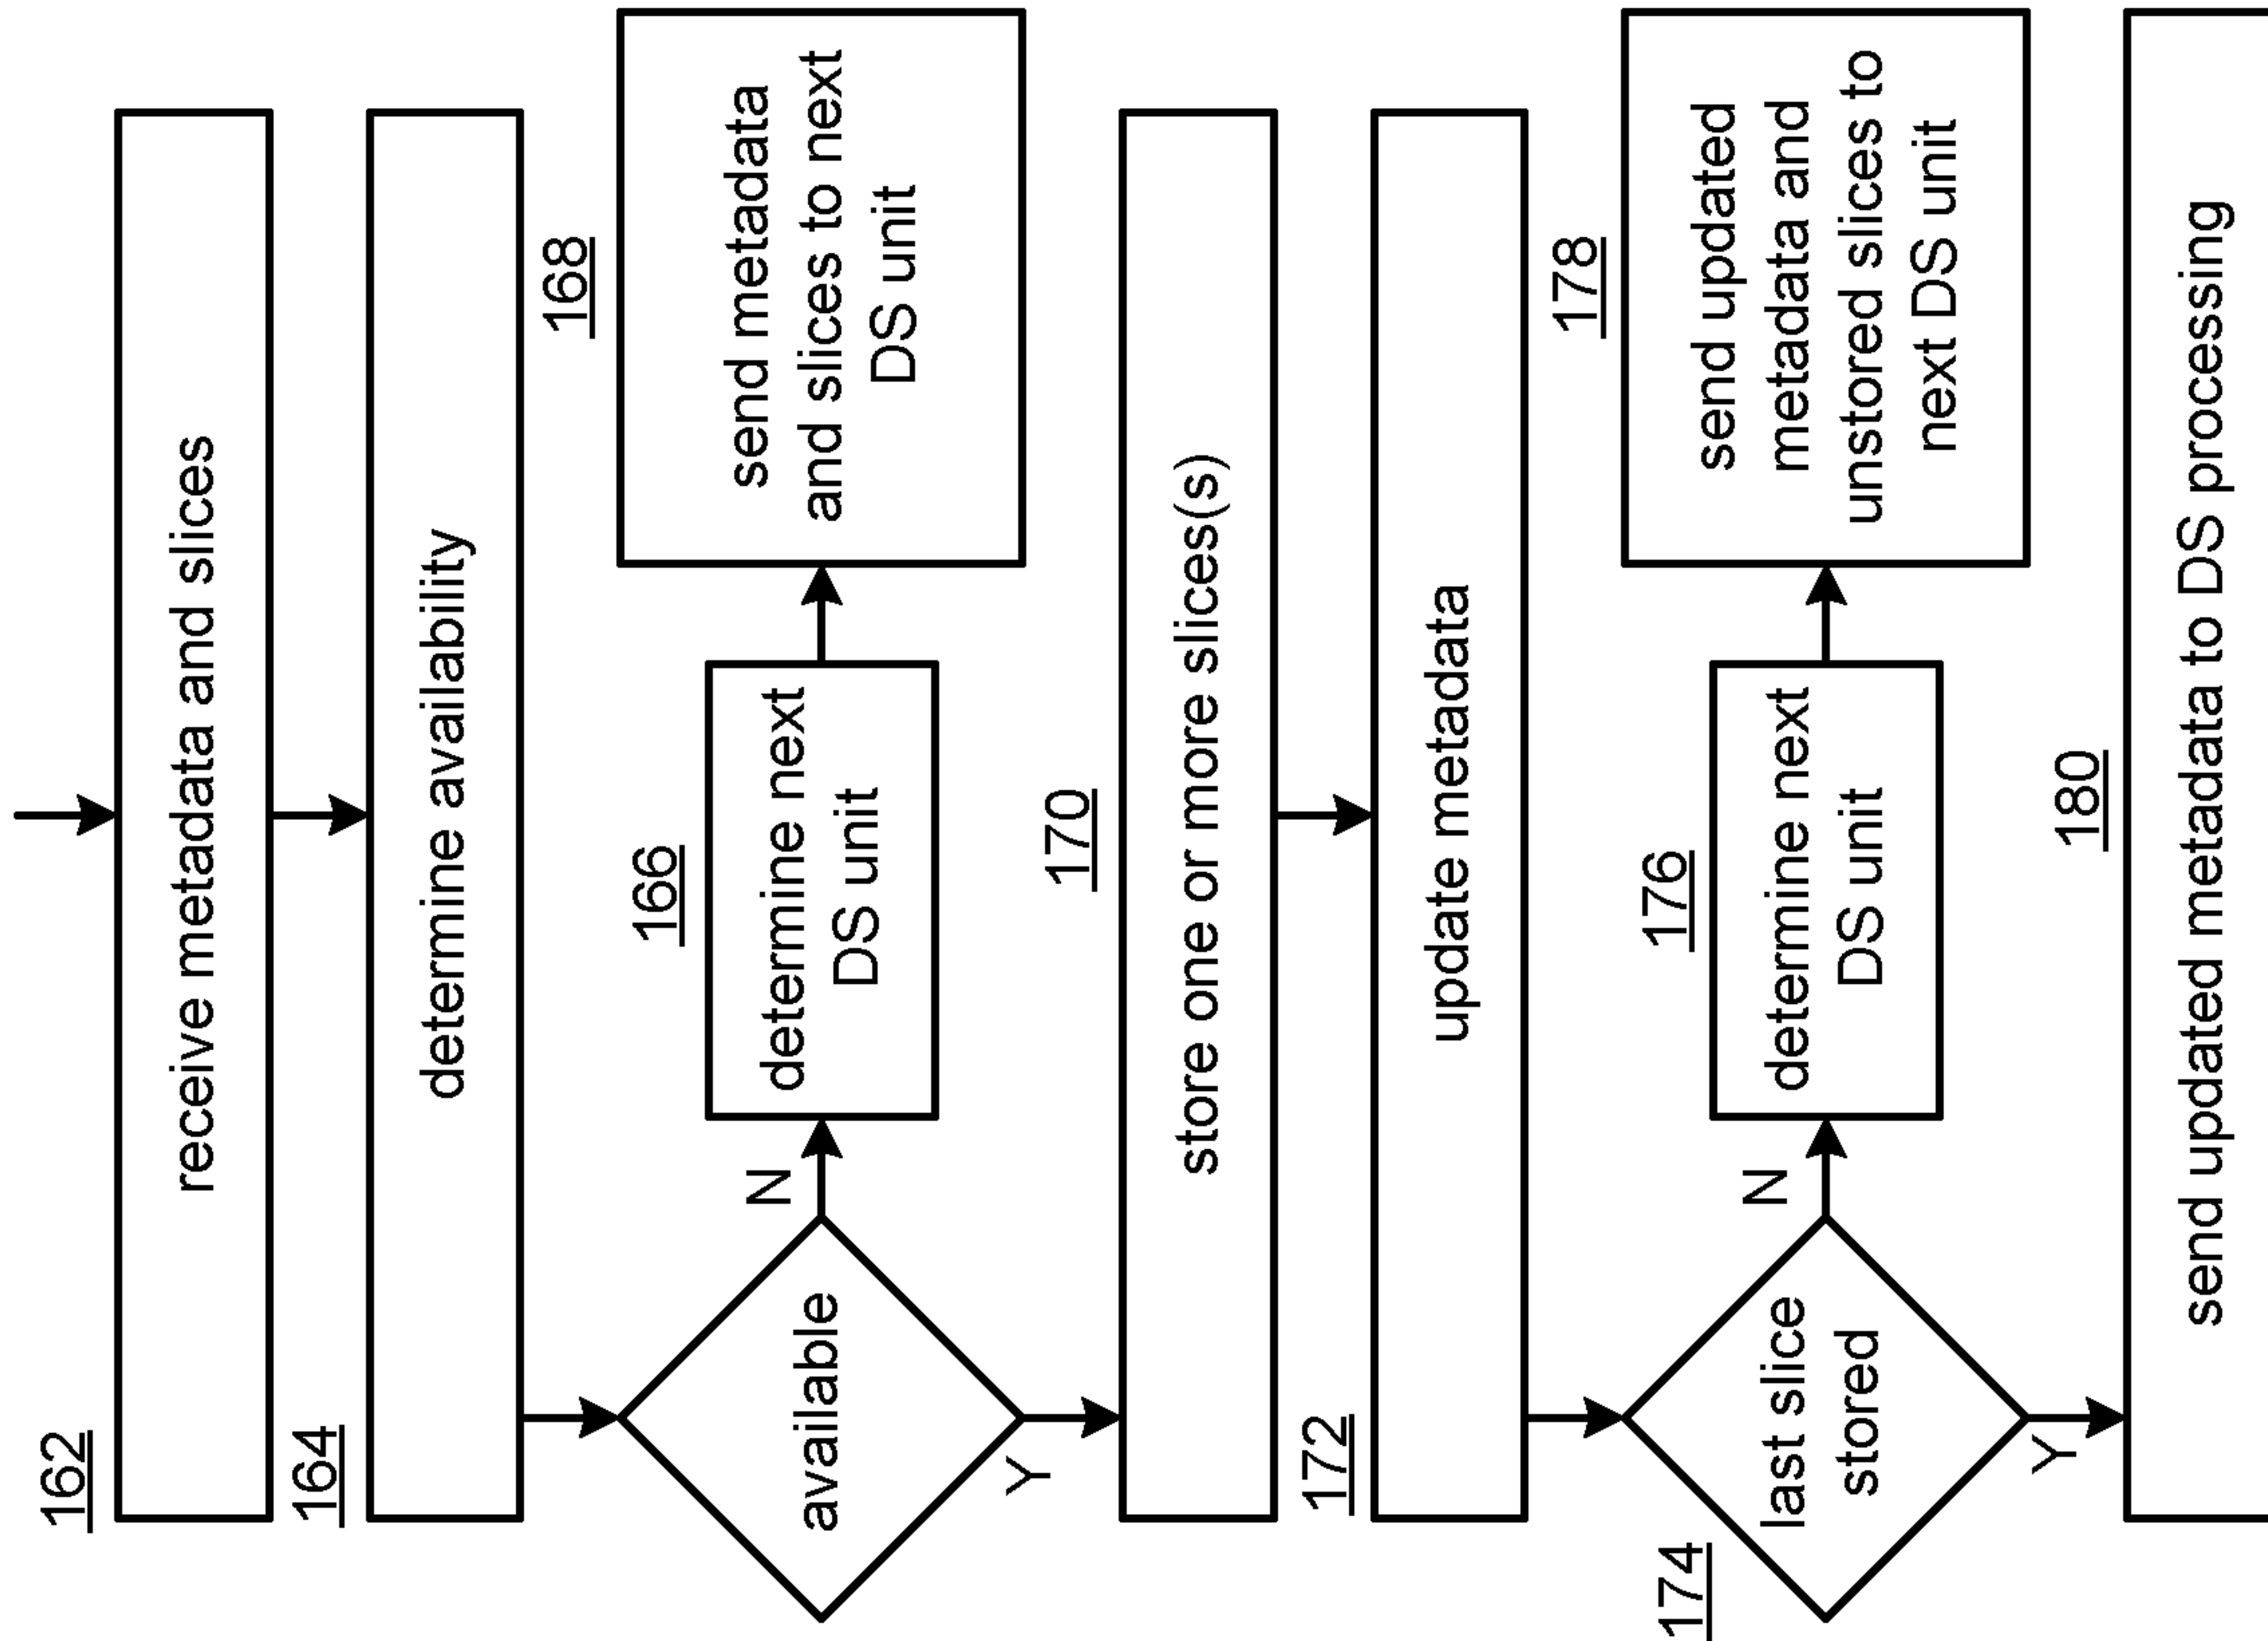 162
receive metadata and slices
164
determine availability
available
N
Y
166
determine next
DS unit
168
send metadata
and slices to next
DS unit
170
store one or more slices(s)
172
update metadata
174
last slice
stored
N
Y
176
determine next
DS unit
178
send updated
metadata and
unstored slices to
next DS unit
180
send updated metadata to DS processing